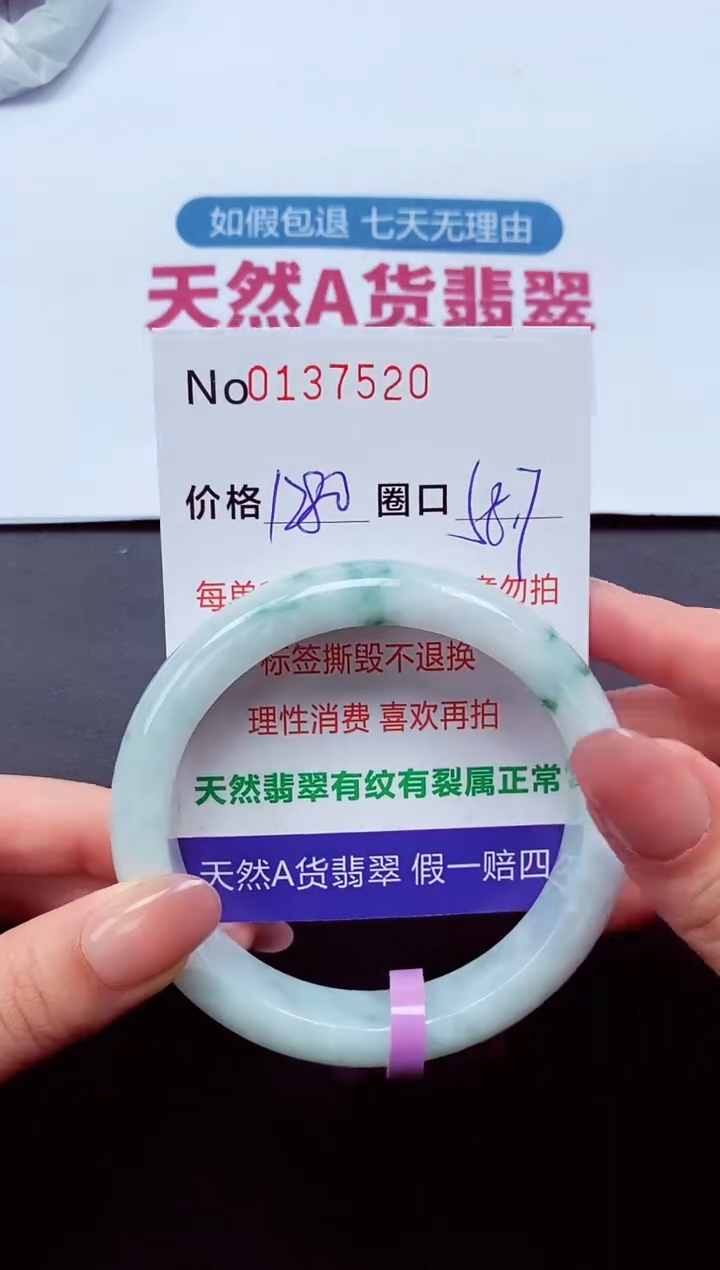 如假包退 七天无理由
天然A货翡翠
No0137520
价格1280 圈口58.7
每单 勿拍
标签撕毁不退换
理性消费 喜欢再拍
天然翡翠有纹有裂属正常
天然A货翡翠 假一赔四